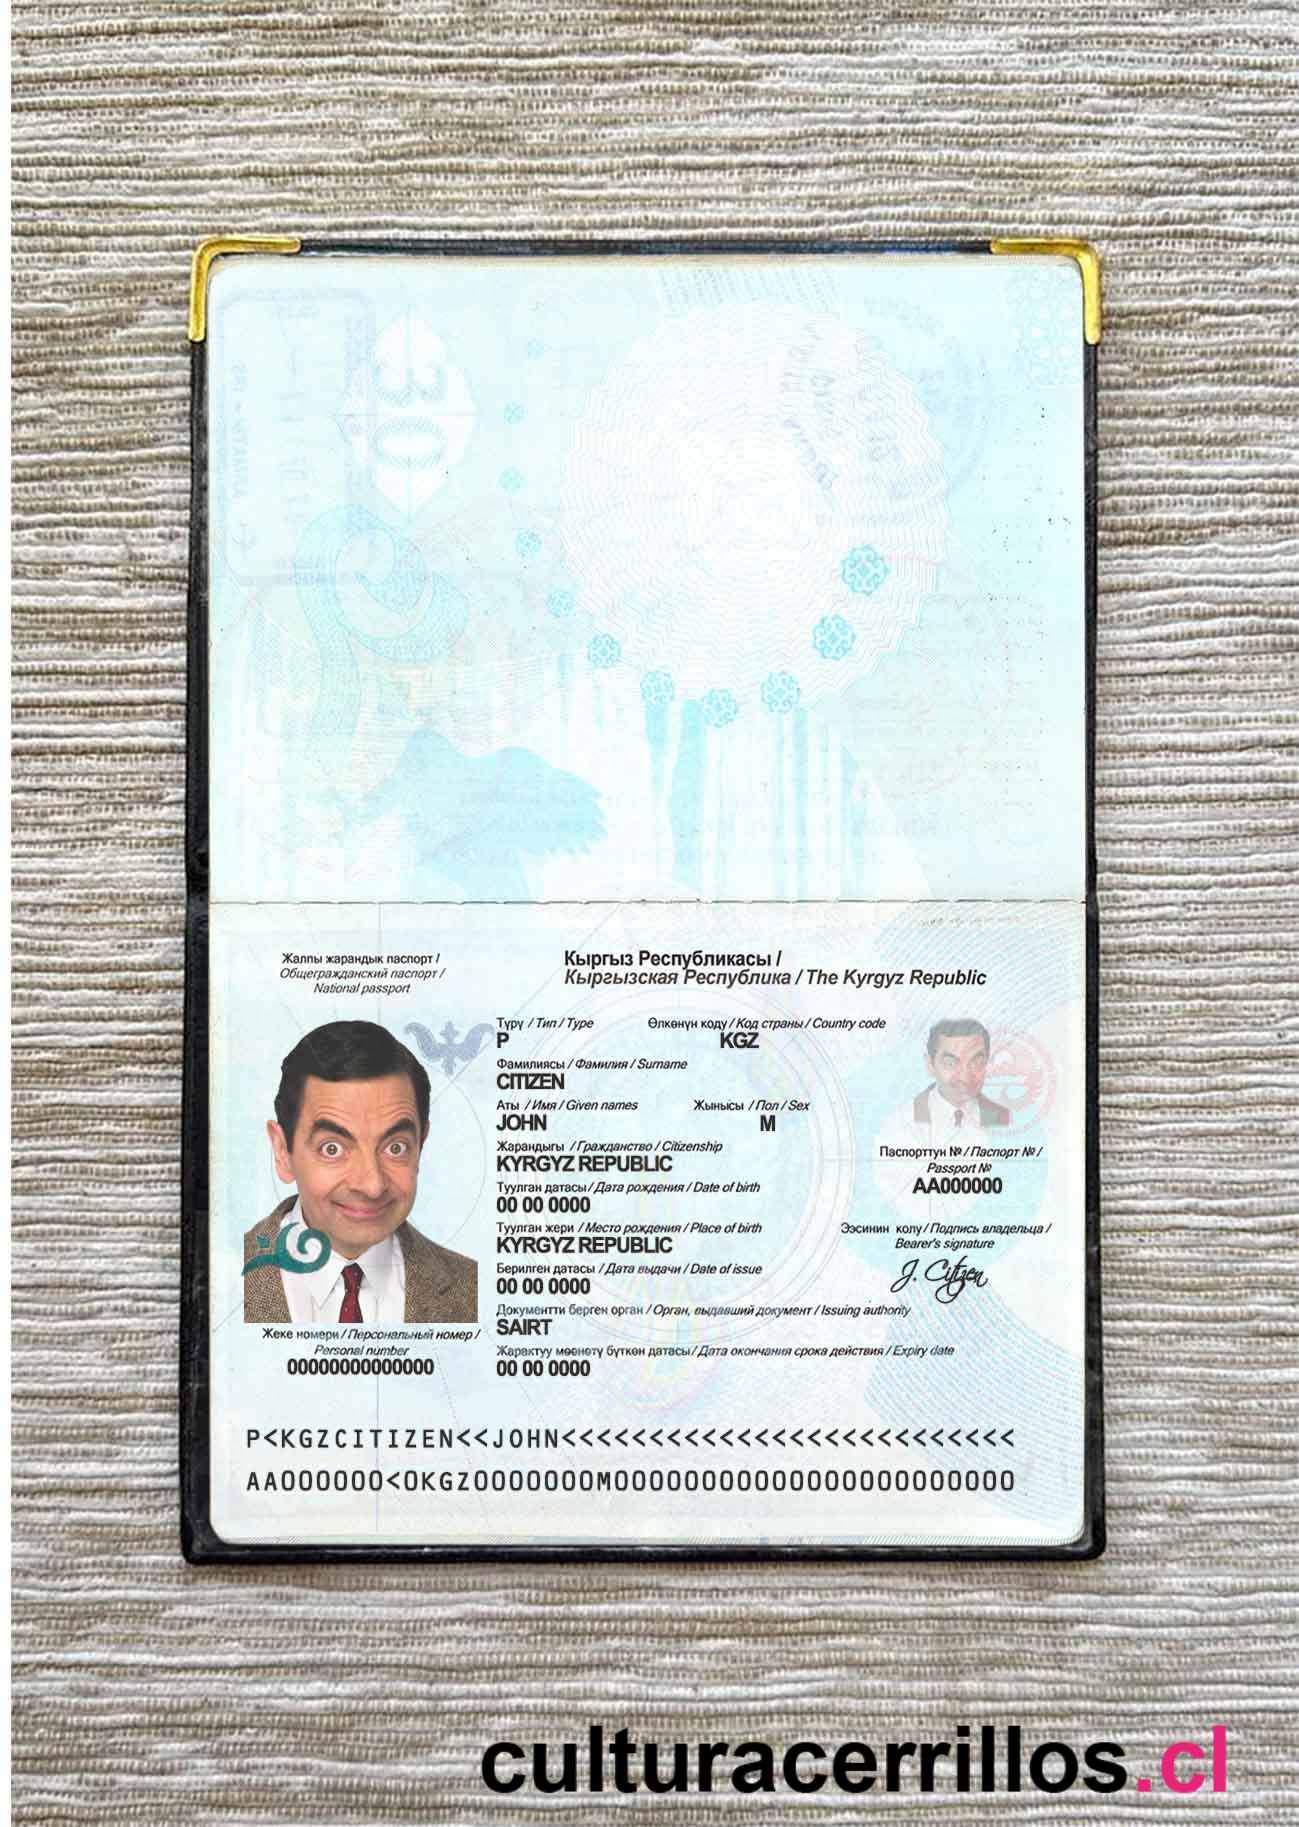 30
Жалпы жарандык паспорт /
Общегражданский паспорт /
National passport
Кыргыз Республикасы /
Кыргызская Республика / The Kyrgyz Republic
Түрү / Тип / Type
Өлкөнүн коду / Код страны / Country code
P
KGZ
Фамилиясы / Фамилия / Surname
CITIZEN
Аты / Имя / Given names
Жынысы / Пол / Sex
JOHN
M
Жарандыгы / Гражданство / Citizenship
KYRGYZ REPUBLIC
Туулган датасы / Дата рождения / Date of birth
00 00 0000
Туулган жери / Место рождения / Place of birth
KYRGYZ REPUBLIC
Берилген датасы / Дата выдачи / Date of issue
00 00 0000
Документти берген орган / Орган, выдавший документ / Issuing authority
SAIRT
Жарактуу мөөнөтү бүткөн датасы / Дата окончания срока действия / Expiry date
00 00 0000
Паспорттун № / Паспорт № /
Passport №
AA000000
Ээсинин колу / Подпись владельца /
Bearer's signature
J. Citizen
Жеке номери / Персональный номер /
Personal number
00000000000000
P<KGZCITIZEN<<JOHN<<<<<<<<<<<<<<<<<<<<<<<<<<
AA000000<0KGZ0000000M00000000000000000000000
culturacerrillos.cl